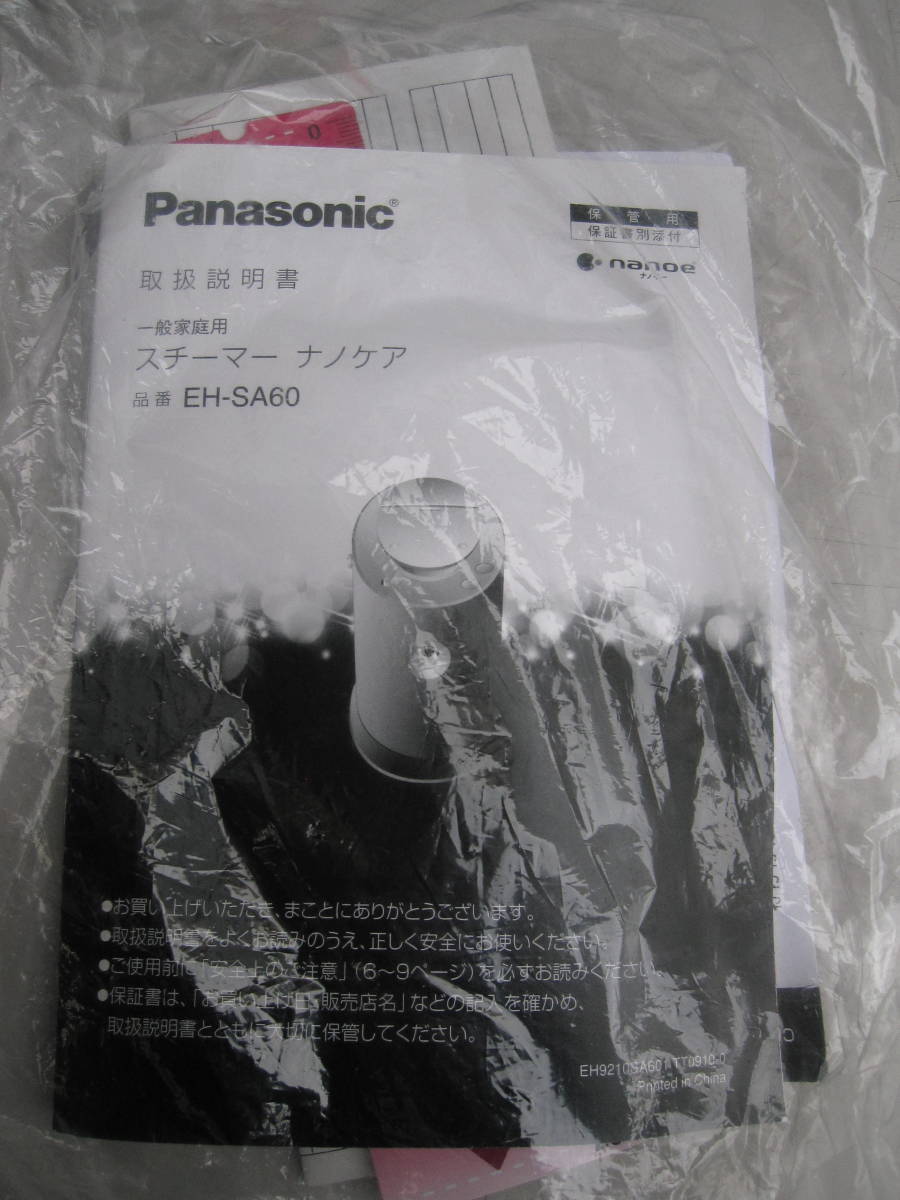 0
Panasonic®
保管用
保証書別添付
nanoe
取扱説明書
一般家庭用
スチーマー ナノケア
品番 EH-SA60
●お買い上げいただき、まことにありがとうございます。
●取扱説明書をよくお読みのうえ、正しく安全にお使いください。
●ご使用前に「安全上のご注意」(6〜9ページ)を必ずお読みください。
●保証書は、「お買い上げ日・販売店名」などの記入を確かめ、
取扱説明書とともに大切に保管してください。
EH9210SA601 TT0910-0
Printed in China